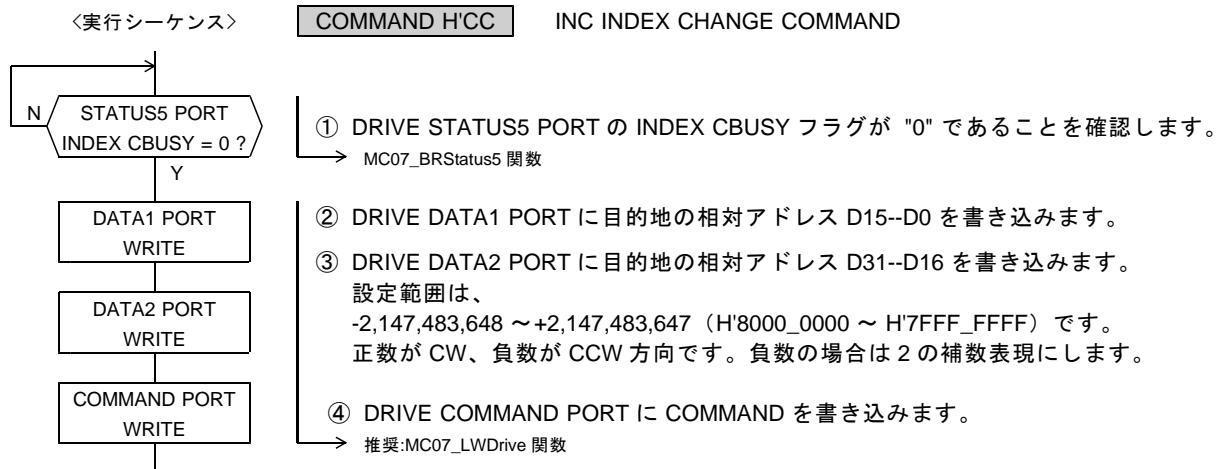 〈実行シーケンス〉 COMMAND H'CC INC INDEX CHANGE COMMAND
N
STATUS5 PORT
INDEX CBUSY = 0 ?
Y
① DRIVE STATUS5 PORT の INDEX CBUSY フラグが "0" であることを確認します。
MC07_BRStatus5 関数
DATA1 PORT
WRITE
② DRIVE DATA1 PORT に目的地の相対アドレス D15--D0 を書き込みます。
DATA2 PORT
WRITE
③ DRIVE DATA2 PORT に目的地の相対アドレス D31--D16 を書き込みます。
設定範囲は、
-2,147,483,648 ～+2,147,483,647（H'8000_0000 ～ H'7FFF_FFFF）です。
正数が CW、負数が CCW 方向です。負数の場合は 2 の補数表現にします。
COMMAND PORT
WRITE
④ DRIVE COMMAND PORT に COMMAND を書き込みます。
推奨:MC07_LWDrive 関数